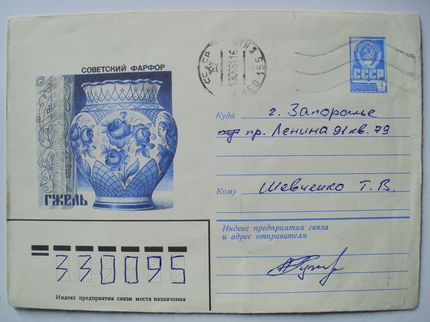 СОВЕТСКИЙ ФАРФОР
СССР
Куда
г. Запорожье
пр. Ленина 91 кв. 79
Кому
Шевченко Т. В.
ГЖЕЛЬ
Индекс предприятия связи
и адрес отправителя
330095
Индекс предприятия связи места назначения